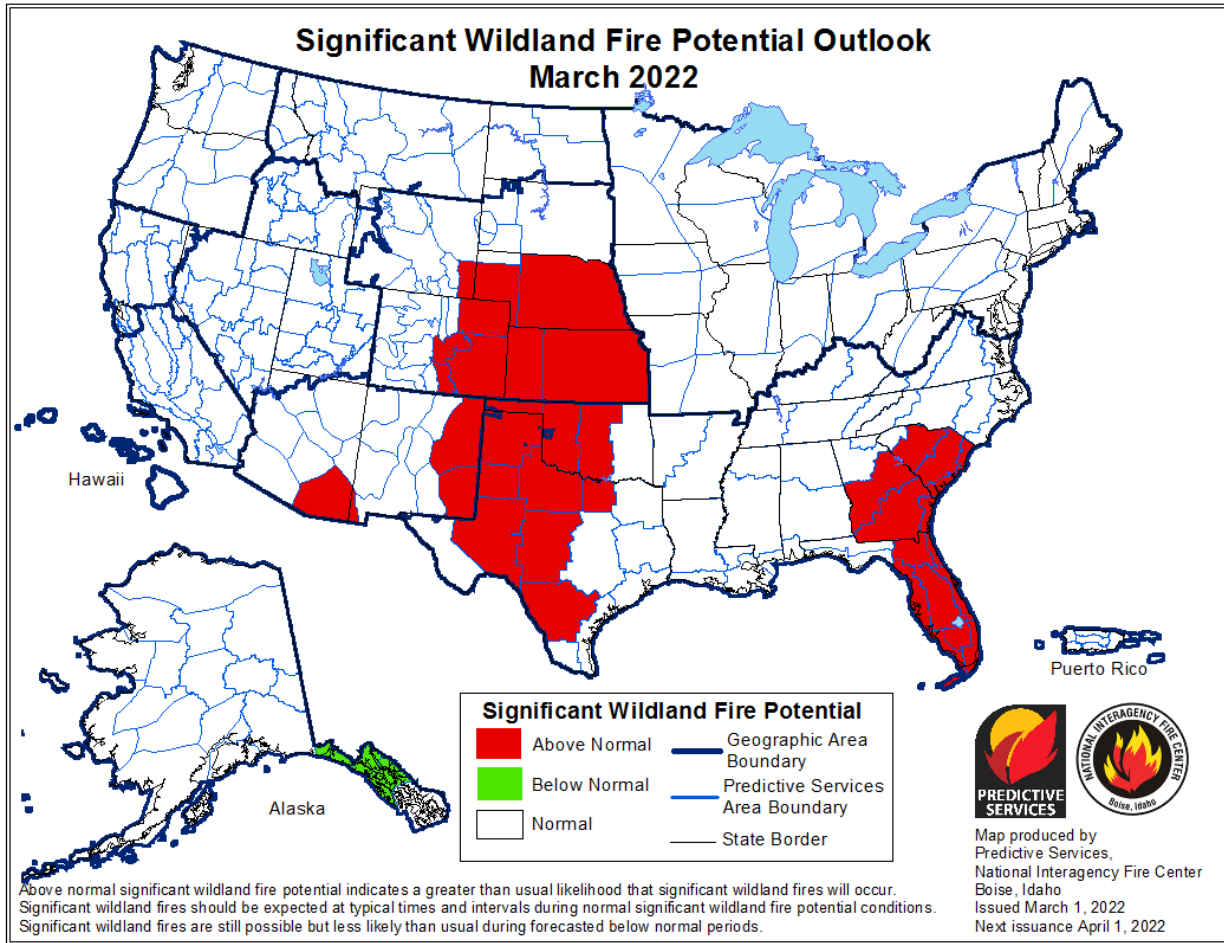 Significant Wildland Fire Potential Outlook
March 2022
Hawaii
Alaska
Puerto Rico
Significant Wildland Fire Potential
Above Normal
Below Normal
Normal
Geographic Area
Boundary
Predictive Services
Area Boundary
State Border
PREDICTIVE
SERVICES
NATIONAL INTERAGENCY FIRE CENTER
Boise, Idaho
Map produced by
Predictive Services,
National Interagency Fire Center
Boise, Idaho
Issued March 1, 2022
Next issuance April 1, 2022
Above normal significant wildland fire potential indicates a greater than usual likelihood that significant wildland fires will occur.
Significant wildland fires should be expected at typical times and intervals during normal significant wildland fire potential conditions.
Significant wildland fires are still possible but less likely than usual during forecasted below normal periods.